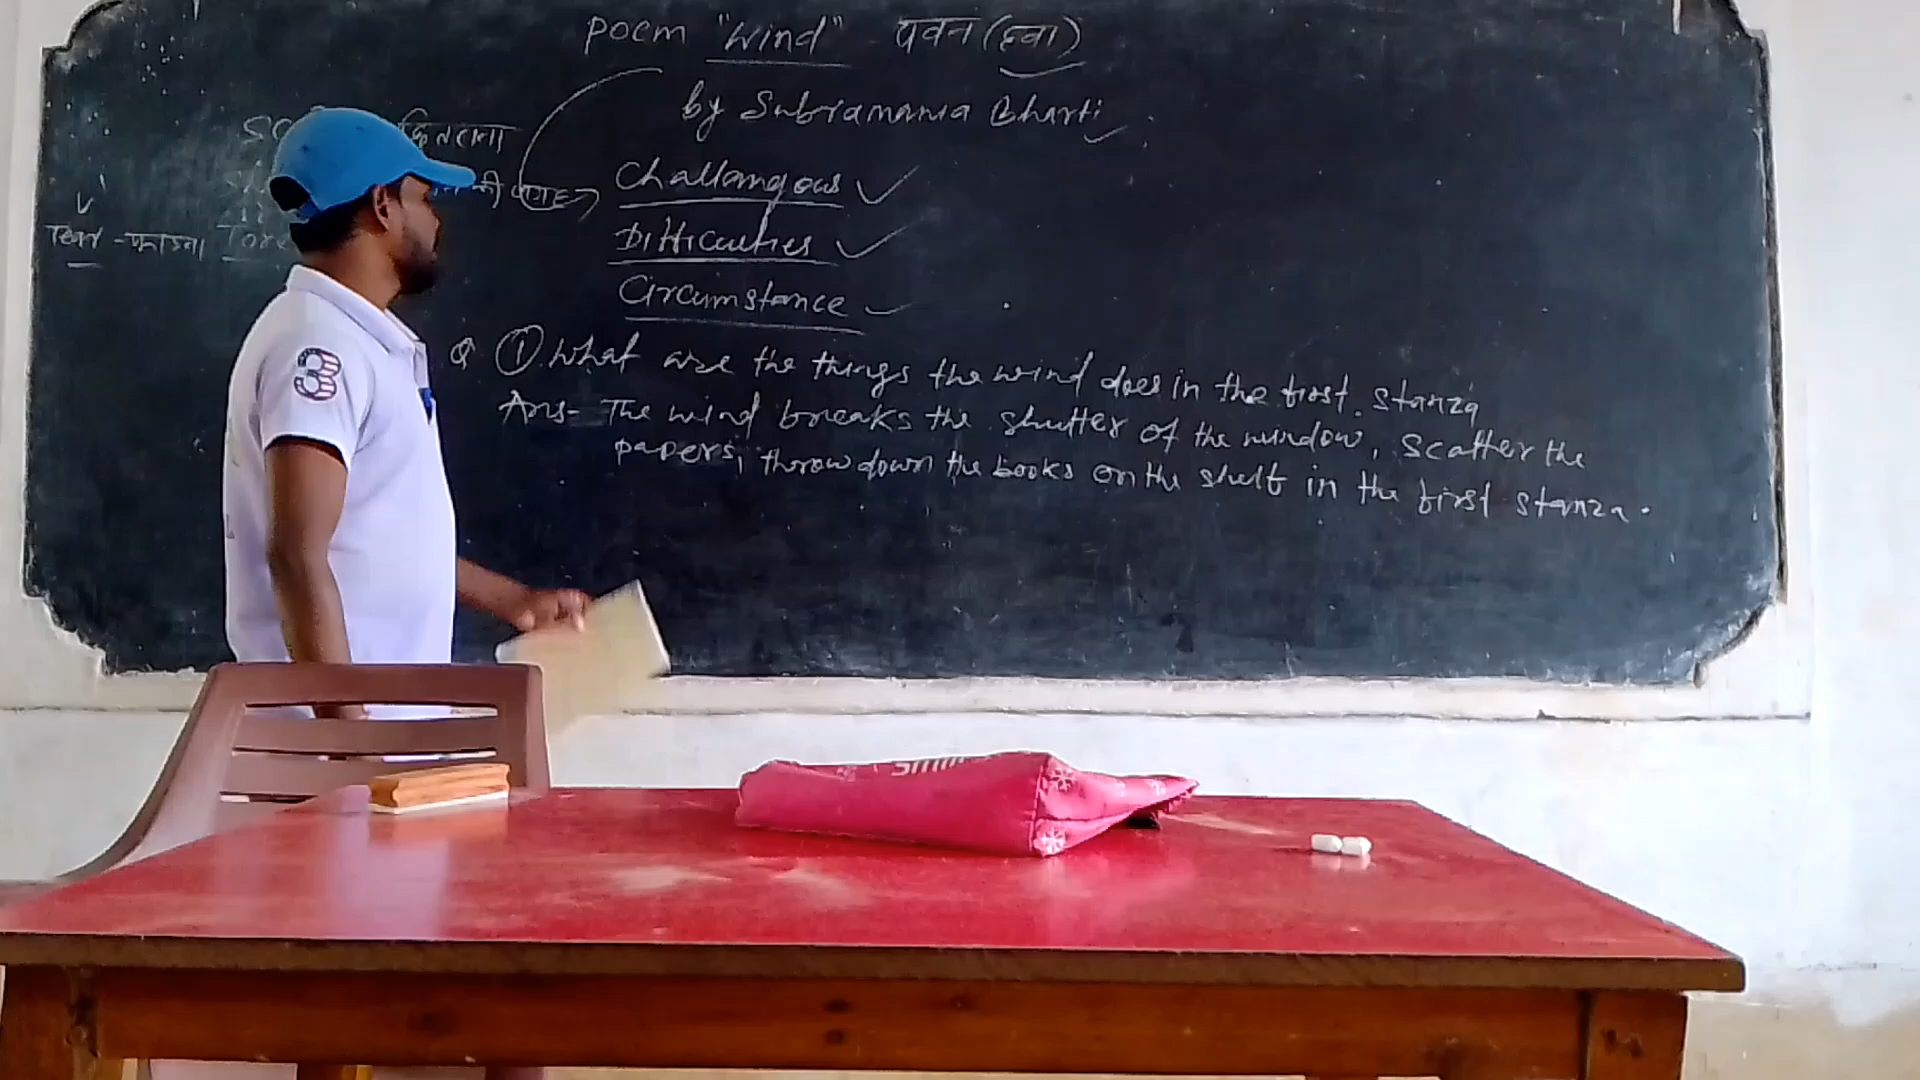 Poem "Wind" पवन (हवा)
by Subramania Bharti
Challangous
Difficulties
Circumstance
Q ① What are the things the wind does in the first stanza
Ans- The wind breaks the shutter of the window, scatter the
papers, throw down the books on the shelf in the first stanza.
3